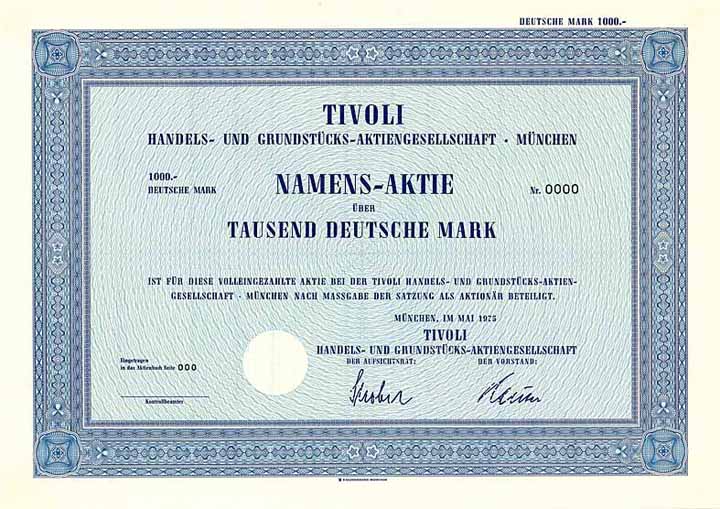 DEUTSCHE MARK 1000.-
TIVOLI
HANDELS- UND GRUNDSTÜCKS-AKTIENGESELLSCHAFT · MÜNCHEN
1000.-
DEUTSCHE MARK
NAMENS-AKTIE
Nr. 0000
ÜBER
TAUSEND DEUTSCHE MARK
IST FÜR DIESE VOLLEINGEZAHLTE AKTIE BEI DER TIVOLI HANDELS- UND GRUNDSTÜCKS-AKTIEN-
GESELLSCHAFT · MÜNCHEN NACH MASSGABE DER SATZUNG ALS AKTIONÄR BETEILIGT.
MÜNCHEN, IM MAI 1975
TIVOLI
HANDELS- UND GRUNDSTÜCKS-AKTIENGESELLSCHAFT
DER AUFSICHTSRAT:
DER VORSTAND:
Eingetragen
in das Aktienbuch Seite 000
Kontrollbeamter